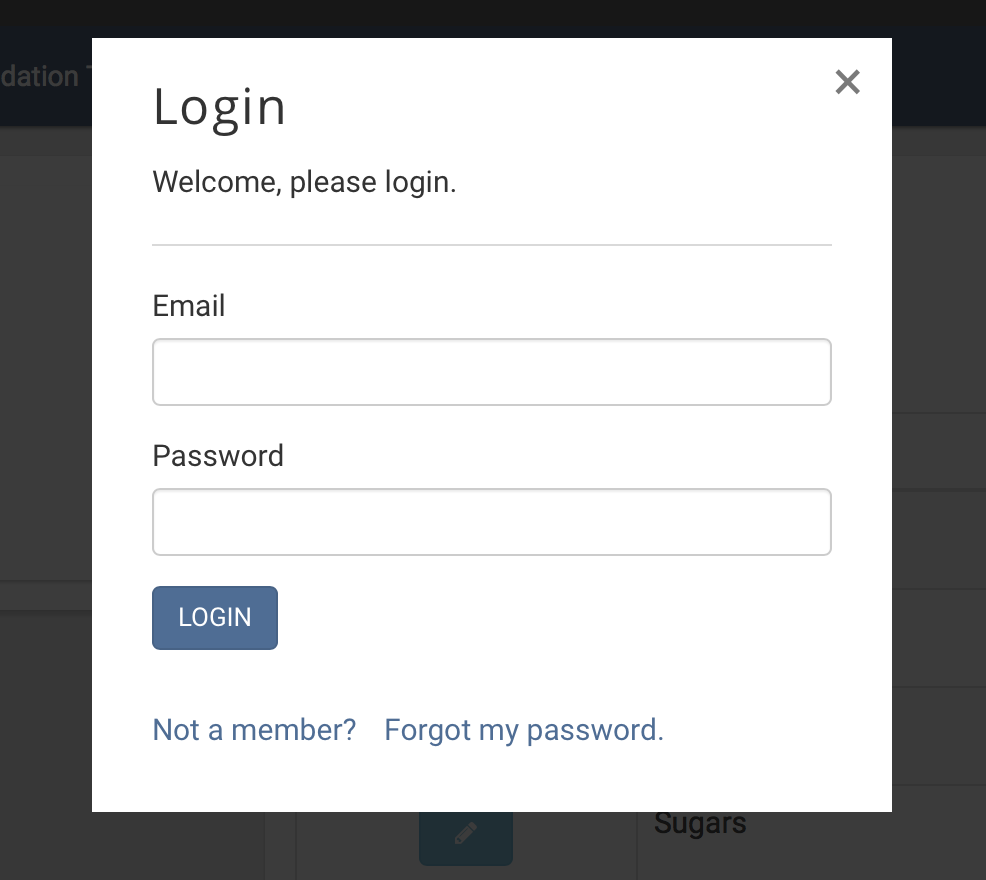 dation
Login
Welcome, please login.
Email
Password
LOGIN
Not a member? Forgot my password.
Sugars